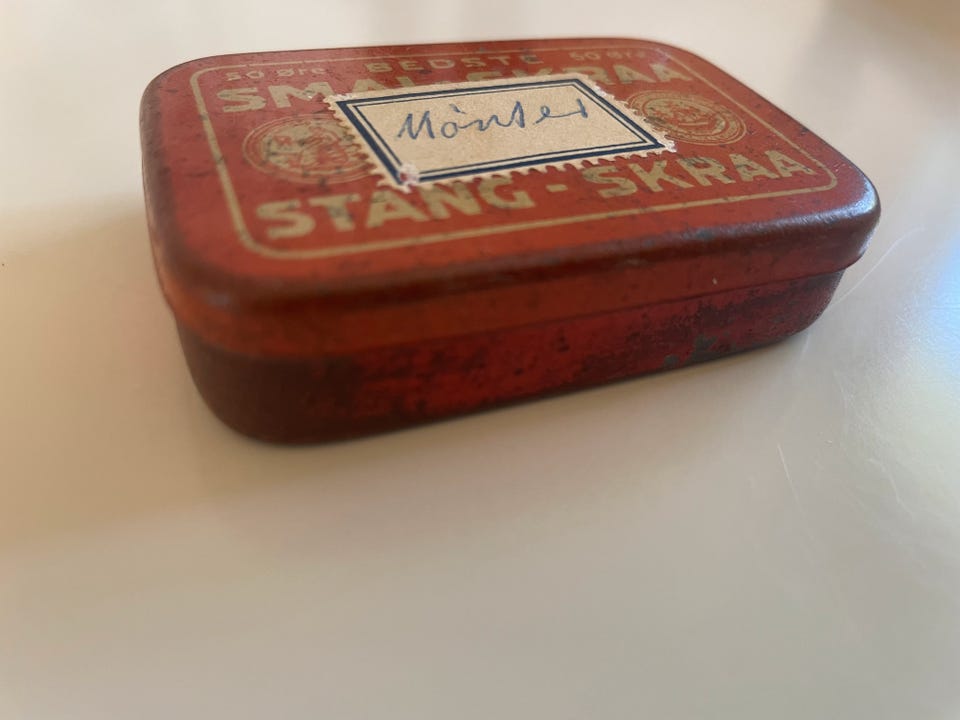 50 Øre BEDSTE 50 Øre
SMAL-SKRAA
Mönter
STANG-SKRAA